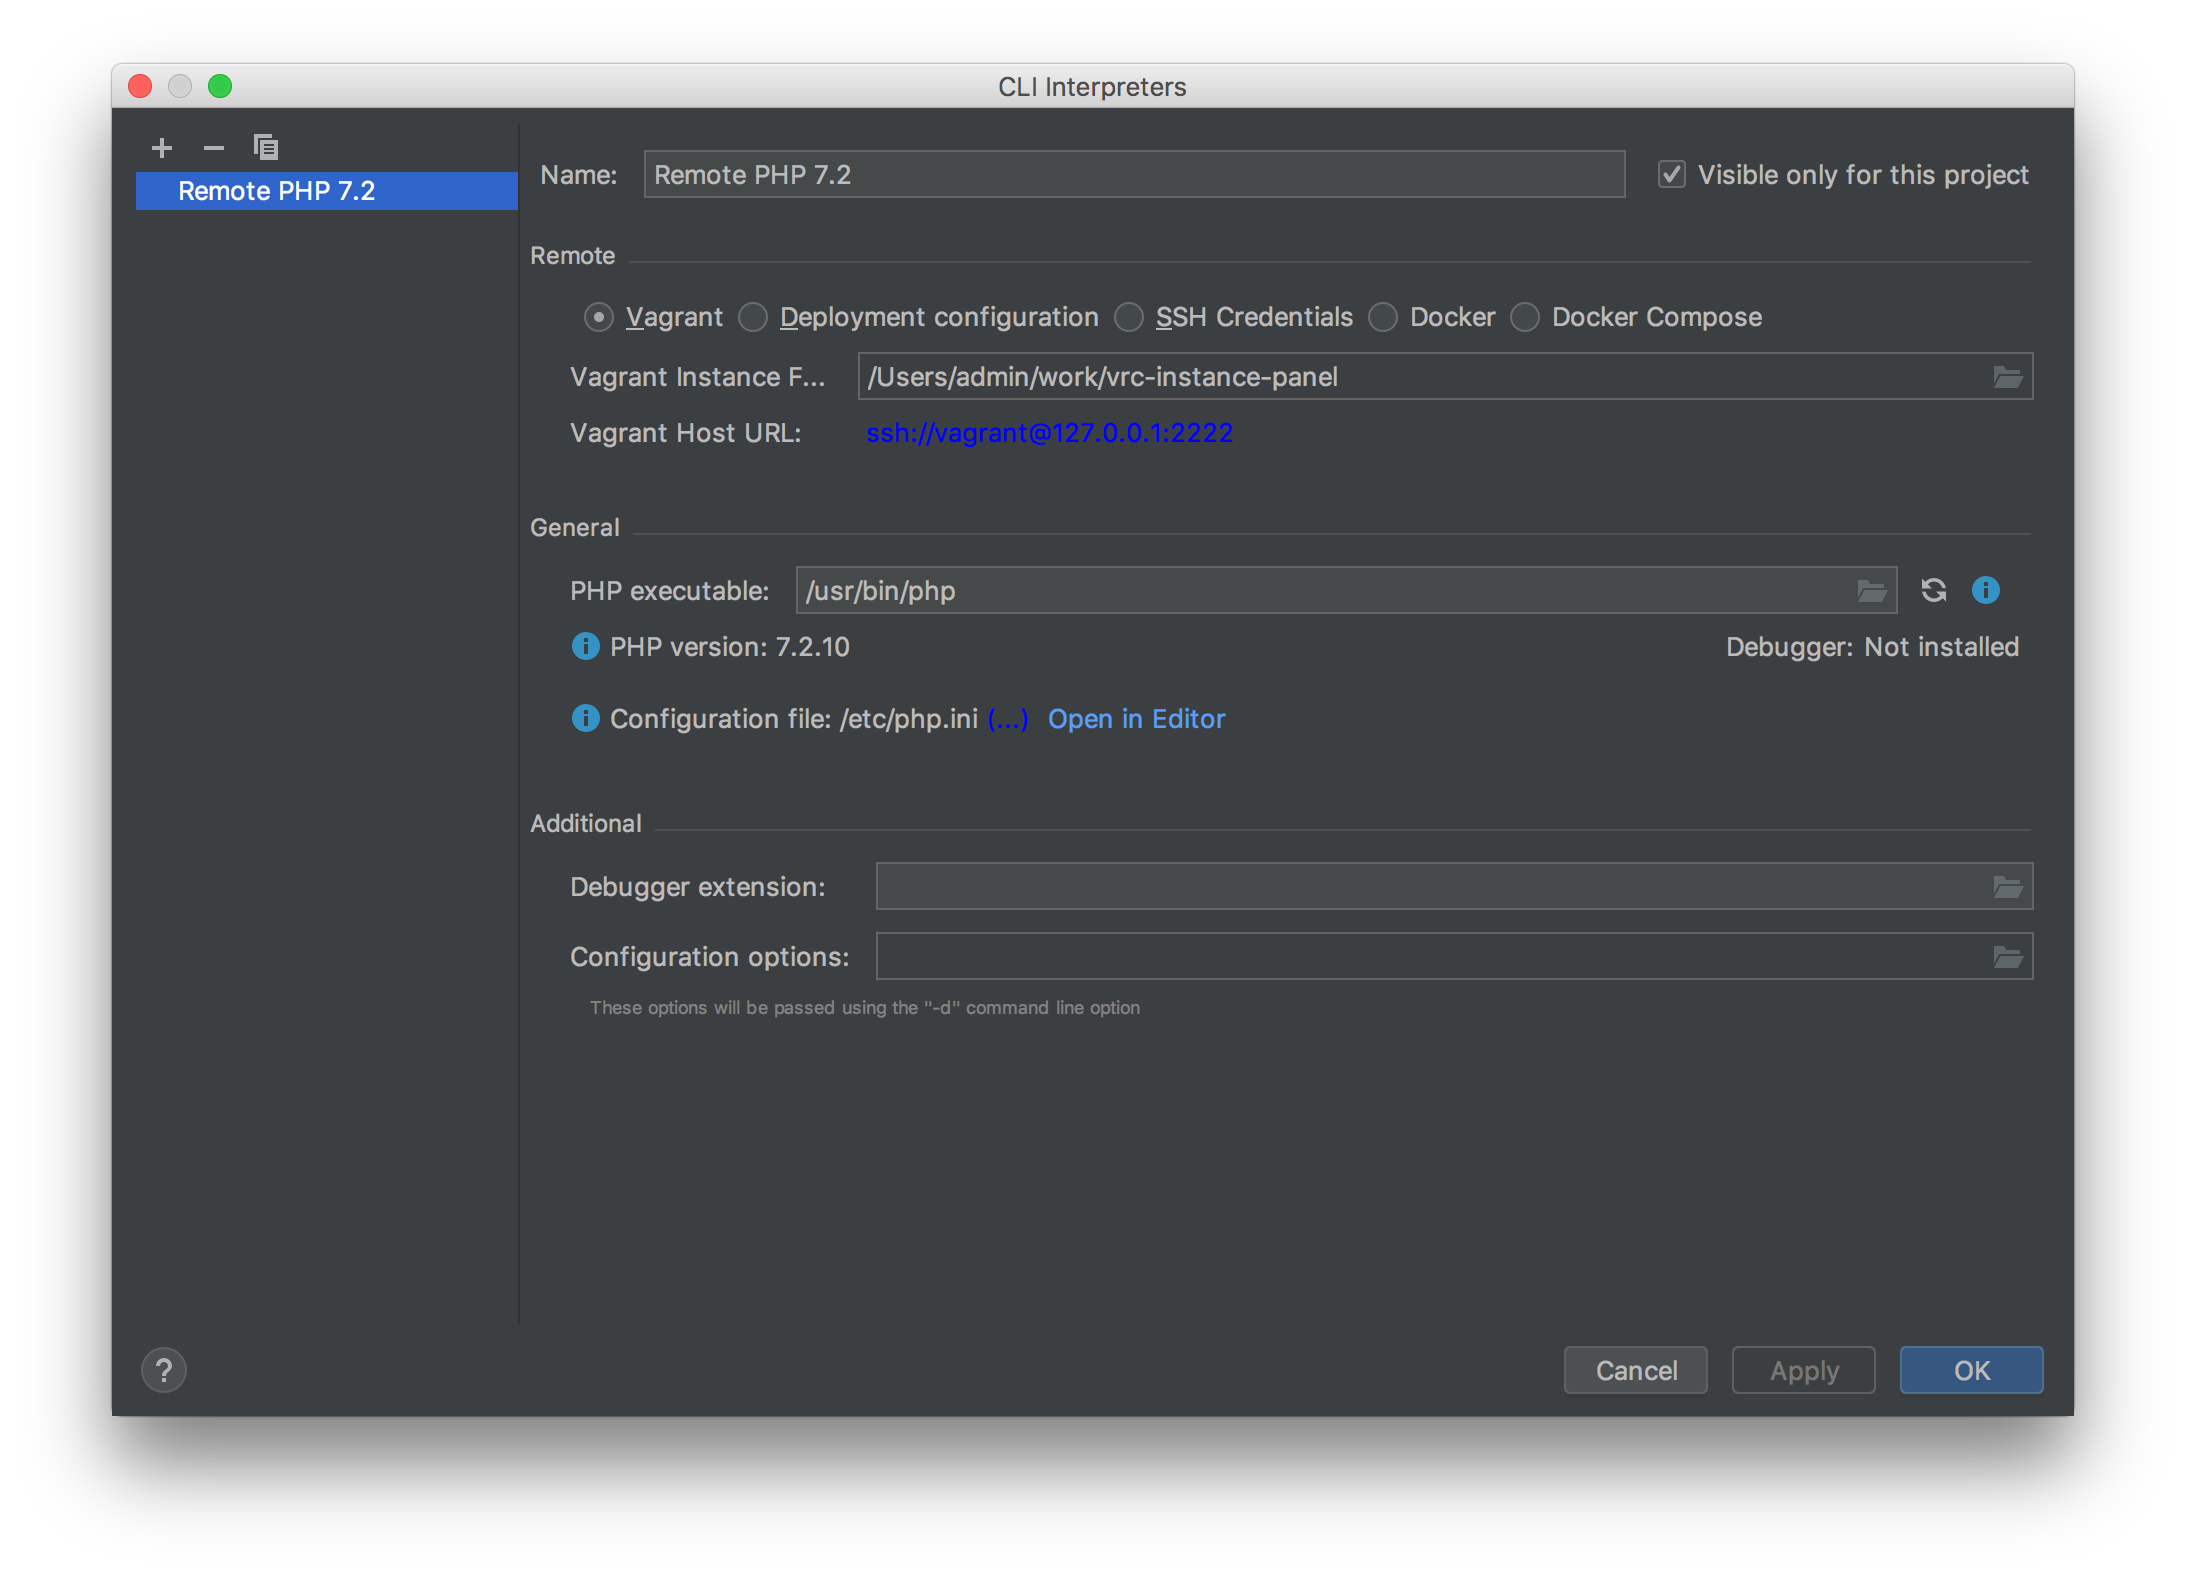 CLI Interpreters
Remote PHP 7.2
Name: Remote PHP 7.2 Visible only for this project
Remote
Vagrant Deployment configuration SSH Credentials Docker Docker Compose
Vagrant Instance F... /Users/admin/work/vrc-instance-panel
Vagrant Host URL: ssh://vagrant@127.0.0.1:2222
General
PHP executable: /usr/bin/php
PHP version: 7.2.10 Debugger: Not installed
Configuration file: /etc/php.ini (...) Open in Editor
Additional
Debugger extension:
Configuration options:
These options will be passed using the "-d" command line option
? Cancel Apply OK